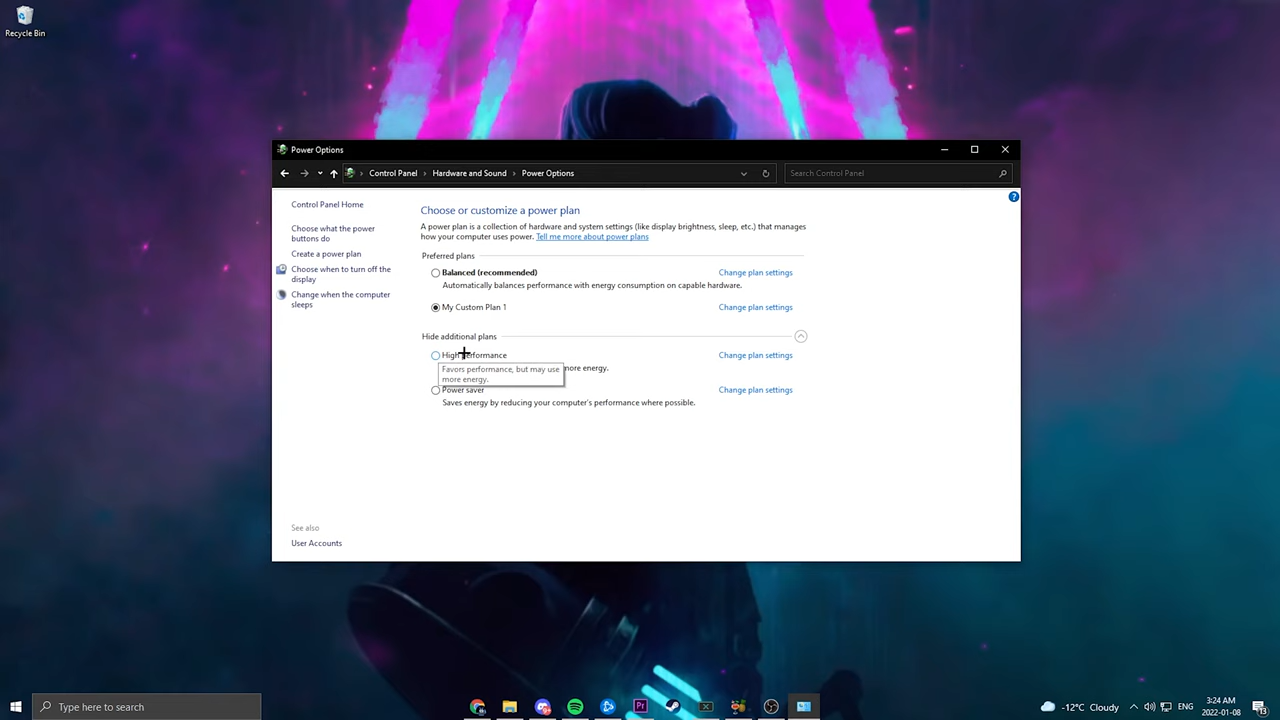 Recycle Bin
Power Options
Control Panel > Hardware and Sound > Power Options
Search Control Panel
Control Panel Home
Choose what the power
buttons do
Create a power plan
Choose when to turn off the
display
Change when the computer
sleeps
See also
User Accounts
Choose or customize a power plan
A power plan is a collection of hardware and system settings (like display brightness, sleep, etc.) that manages
how your computer uses power. Tell me more about power plans
Preferred plans
Balanced (recommended) Change plan settings
Automatically balances performance with energy consumption on capable hardware.
My Custom Plan 1 Change plan settings
Hide additional plans
High performance Change plan settings
more energy.
Favors performance, but may use
more energy.
Power saver Change plan settings
Saves energy by reducing your computer's performance where possible.
Type here to search
-12°C Cloudy
ENG
3:24 AM
2022-01-08